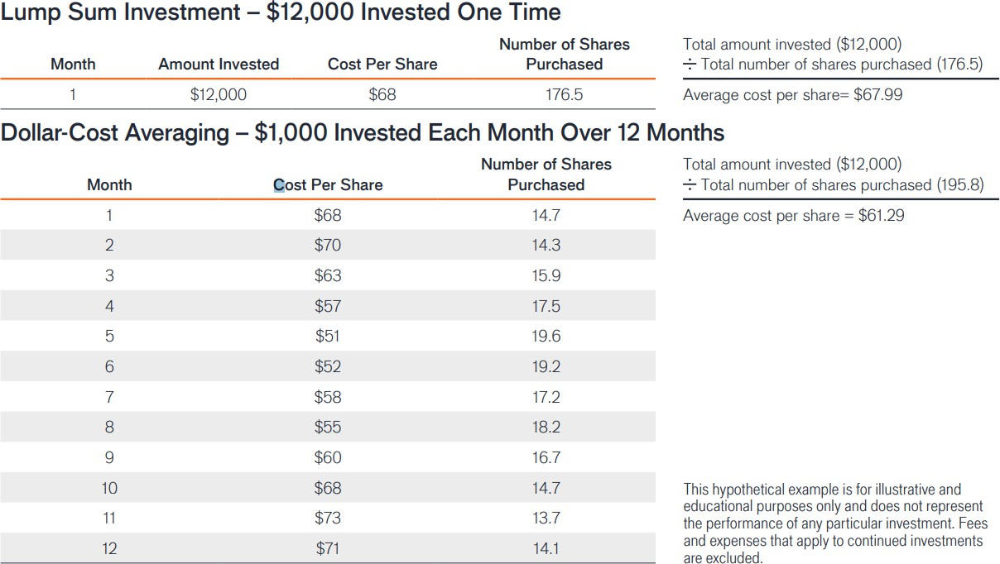 Lump Sum Investment – $12,000 Invested One Time
Month Amount Invested Cost Per Share Number of Shares Purchased
1 $12,000 $68 176.5
Total amount invested ($12,000)
÷ Total number of shares purchased (176.5)
Average cost per share= $67.99
Dollar-Cost Averaging – $1,000 Invested Each Month Over 12 Months
Month Cost Per Share Number of Shares Purchased
1 $68 14.7
2 $70 14.3
3 $63 15.9
4 $57 17.5
5 $51 19.6
6 $52 19.2
7 $58 17.2
8 $55 18.2
9 $60 16.7
10 $68 14.7
11 $73 13.7
12 $71 14.1
Total amount invested ($12,000)
÷ Total number of shares purchased (195.8)
Average cost per share = $61.29
This hypothetical example is for illustrative and
educational purposes only and does not represent
the performance of any particular investment. Fees
and expenses that apply to continued investments
are excluded.